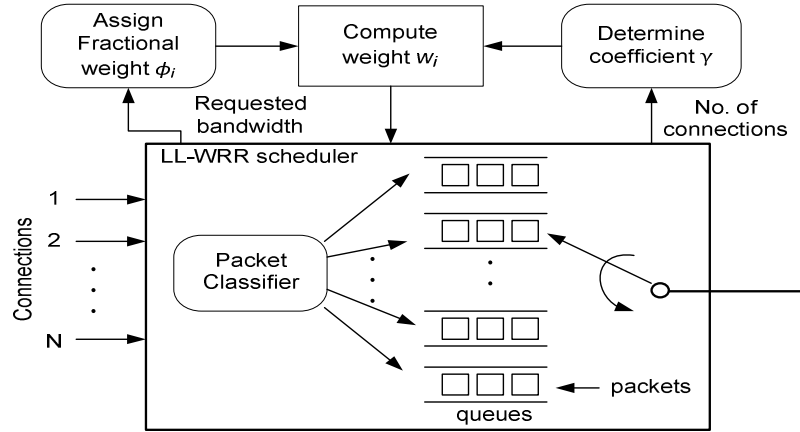 Assign
Fractional
weight ϕi
Compute
weight wi
Determine
coefficient γ
Requested
bandwidth
No. of
connections
LL-WRR scheduler
Connections
1
2
N
Packet
Classifier
packets
queues